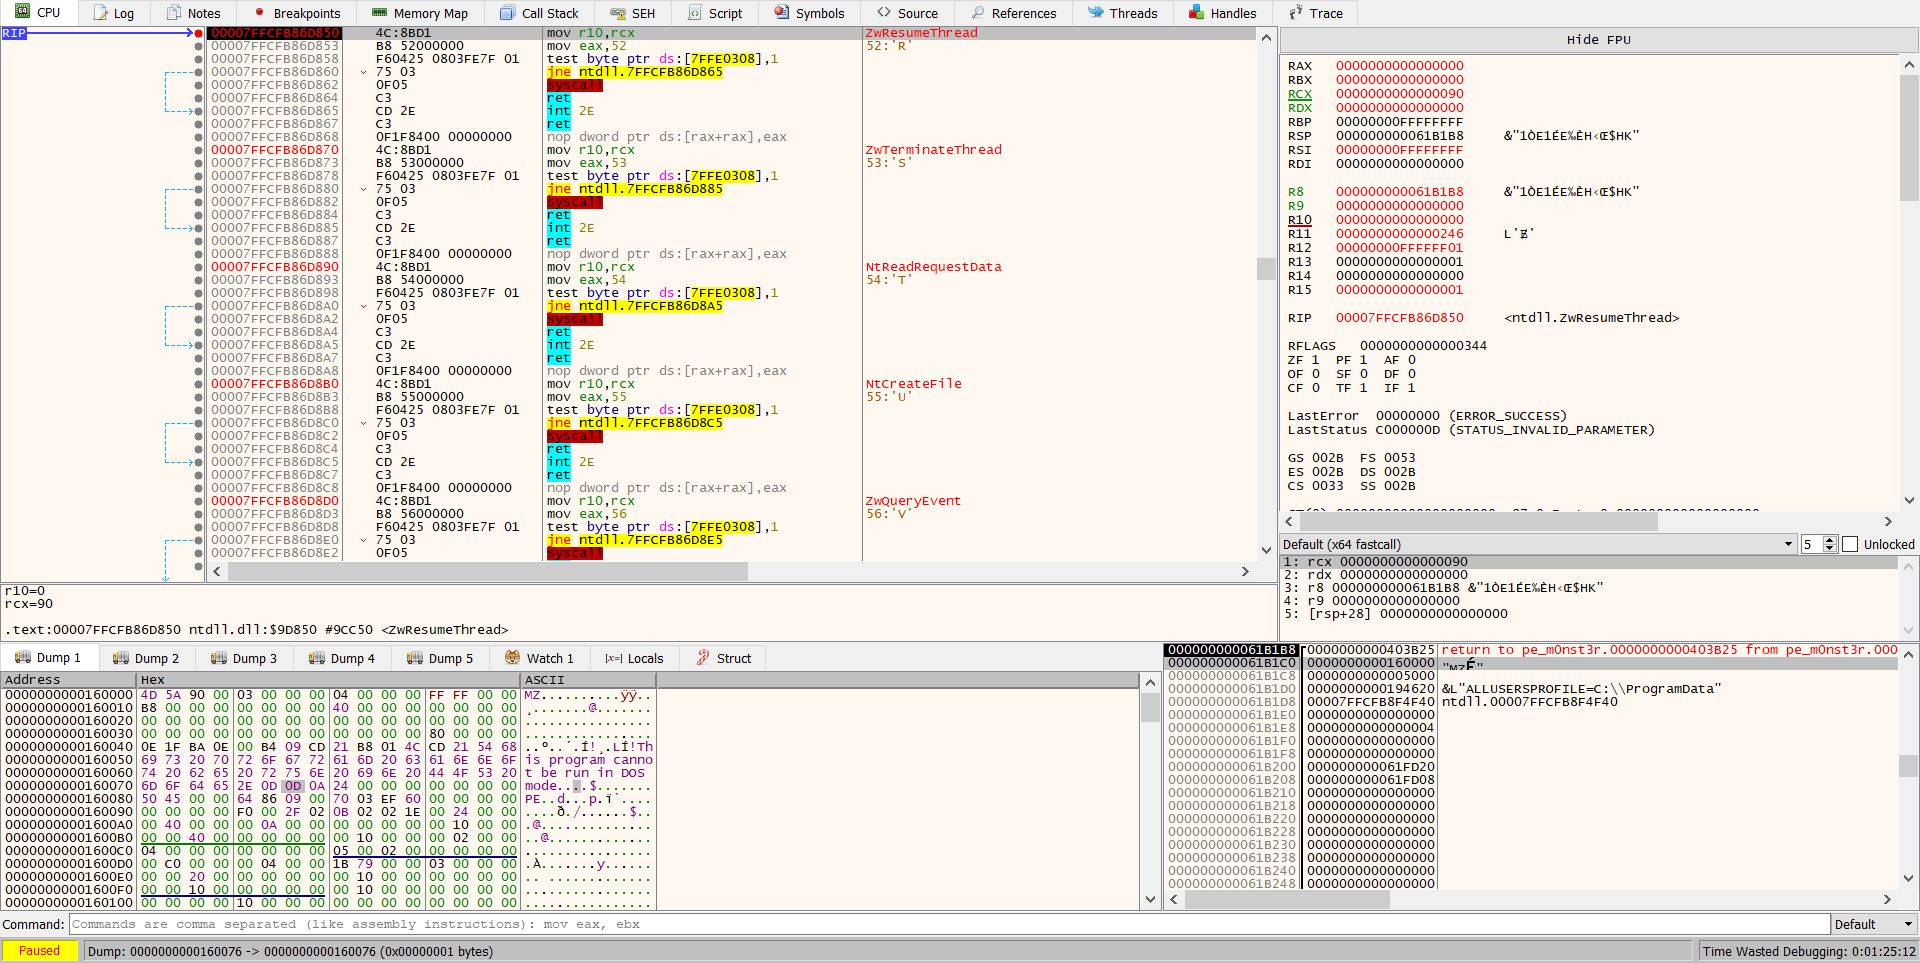 CPU Log Notes Breakpoints Memory Map Call Stack SEH Script Symbols Source References Threads Handles Trace
RIP
00007FFCFB86D850 4C:8BD1 mov r10,rcx ZwResumeThread
00007FFCFB86D853 B8 52000000 mov eax,52 52:'R'
00007FFCFB86D858 F60425 0803FE7F 01 test byte ptr ds:[7FFE0308],1
00007FFCFB86D860 75 03 jne ntdll.7FFCFB86D865
00007FFCFB86D862 0F05 syscall
00007FFCFB86D864 C3 ret
00007FFCFB86D865 CD 2E int 2E
00007FFCFB86D867 C3 ret
00007FFCFB86D868 0F1F8400 00000000 nop dword ptr ds:[rax+rax],eax
00007FFCFB86D870 4C:8BD1 mov r10,rcx ZwTerminateThread
00007FFCFB86D873 B8 53000000 mov eax,53 53:'S'
00007FFCFB86D878 F60425 0803FE7F 01 test byte ptr ds:[7FFE0308],1
00007FFCFB86D880 75 03 jne ntdll.7FFCFB86D885
00007FFCFB86D882 0F05 syscall
00007FFCFB86D884 C3 ret
00007FFCFB86D885 CD 2E int 2E
00007FFCFB86D887 C3 ret
00007FFCFB86D888 0F1F8400 00000000 nop dword ptr ds:[rax+rax],eax
00007FFCFB86D890 4C:8BD1 mov r10,rcx NtReadRequestData
00007FFCFB86D893 B8 54000000 mov eax,54 54:'T'
00007FFCFB86D898 F60425 0803FE7F 01 test byte ptr ds:[7FFE0308],1
00007FFCFB86D8A0 75 03 jne ntdll.7FFCFB86D8A5
00007FFCFB86D8A2 0F05 syscall
00007FFCFB86D8A4 C3 ret
00007FFCFB86D8A5 CD 2E int 2E
00007FFCFB86D8A7 C3 ret
00007FFCFB86D8A8 0F1F8400 00000000 nop dword ptr ds:[rax+rax],eax
00007FFCFB86D8B0 4C:8BD1 mov r10,rcx NtCreateFile
00007FFCFB86D8B3 B8 55000000 mov eax,55 55:'U'
00007FFCFB86D8B8 F60425 0803FE7F 01 test byte ptr ds:[7FFE0308],1
00007FFCFB86D8C0 75 03 jne ntdll.7FFCFB86D8C5
00007FFCFB86D8C2 0F05 syscall
00007FFCFB86D8C4 C3 ret
00007FFCFB86D8C5 CD 2E int 2E
00007FFCFB86D8C7 C3 ret
00007FFCFB86D8C8 0F1F8400 00000000 nop dword ptr ds:[rax+rax],eax
00007FFCFB86D8D0 4C:8BD1 mov r10,rcx ZwQueryEvent
00007FFCFB86D8D3 B8 56000000 mov eax,56 56:'V'
00007FFCFB86D8D8 F60425 0803FE7F 01 test byte ptr ds:[7FFE0308],1
00007FFCFB86D8E0 75 03 jne ntdll.7FFCFB86D8E5
00007FFCFB86D8E2 0F05 syscall
Hide FPU
RAX 0000000000000000
RBX 0000000000000000
RCX 0000000000000090
RDX 0000000000000000
RBP 00000000FFFFFFFF
RSP 000000000061B1B8 &"1ÒE1ÉE‰ÈH‹Œ$HK"
RSI 00000000FFFFFFFF
RDI 0000000000000000
R8 000000000061B1B8 &"1ÒE1ÉE‰ÈH‹Œ$HK"
R9 0000000000000000
R10 0000000000000000
R11 0000000000000246 L'Ɇ'
R12 00000000FFFFFF01
R13 0000000000000001
R14 0000000000000000
R15 0000000000000001
RIP 00007FFCFB86D850 <ntdll.ZwResumeThread>
RFLAGS 0000000000000344
ZF 1 PF 1 AF 0
OF 0 SF 0 DF 0
CF 0 TF 1 IF 1
LastError 00000000 (ERROR_SUCCESS)
LastStatus C000000D (STATUS_INVALID_PARAMETER)
GS 002B FS 0053
ES 002B DS 002B
CS 0033 SS 002B
Default (x64 fastcall) 5 Unlocked
1: rcx 0000000000000090
2: rdx 0000000000000000
3: r8 000000000061B1B8 &"1ÒE1ÉE‰ÈH‹Œ$HK"
4: r9 0000000000000000
5: [rsp+28] 0000000000000000
r10=0
rcx=90
.text:00007FFCFB86D850 ntdll.dll:$9D850 #9CC50 <ZwResumeThread>
Dump 1 Dump 2 Dump 3 Dump 4 Dump 5 Watch 1 [x=] Locals Struct
Address Hex ASCII
0000000000160000 4D 5A 90 00 03 00 00 00 04 00 00 00 FF FF 00 00 MZ..........ÿÿ..
0000000000160010 B8 00 00 00 00 00 00 00 40 00 00 00 00 00 00 00 ¸.......@.......
0000000000160020 00 00 00 00 00 00 00 00 00 00 00 00 00 00 00 00 ................
0000000000160030 00 00 00 00 00 00 00 00 00 00 00 00 80 00 00 00 ................
0000000000160040 0E 1F BA 0E 00 B4 09 CD 21 B8 01 4C CD 21 54 68 ..º..´.Í!¸.LÍ!Th
0000000000160050 69 73 20 70 72 6F 67 72 61 6D 20 63 61 6E 6E 6F is program canno
0000000000160060 74 20 62 65 20 72 75 6E 20 69 6E 20 44 4F 53 20 t be run in DOS
0000000000160070 6D 6F 64 65 2E 0D 0D 0A 24 00 00 00 00 00 00 00 mode....$.......
0000000000160080 50 45 00 00 64 86 09 00 70 03 EF 60 00 00 00 00 PE..d...p.ï`....
0000000000160090 00 00 00 00 F0 00 2F 02 0B 02 02 1E 00 24 00 00 ....ð./......$..
00000000001600A0 00 40 00 00 00 0A 00 00 00 00 00 00 00 10 00 00 .@..............
00000000001600B0 00 00 40 00 00 00 00 00 00 10 00 00 00 02 00 00 ..@.............
00000000001600C0 04 00 00 00 00 00 00 00 05 00 02 00 00 00 00 00 ................
00000000001600D0 00 C0 00 00 00 04 00 00 1B 79 00 00 03 00 00 00 .À.......y......
00000000001600E0 00 00 20 00 00 00 00 00 00 10 00 00 00 00 00 00 .. .............
00000000001600F0 00 00 10 00 00 00 00 00 00 10 00 00 00 00 00 00 ................
0000000000160100 00 00 00 00 10 00 00 00 00 00 00 00 00 00 00 00 ................
000000000061B1B8 0000000000403B25 return to pe_m0nst3r.0000000000403B25 from pe_m0nst3r.000
000000000061B1C0 0000000000160000 "MZÉ"
000000000061B1C8 0000000000005000
000000000061B1D0 0000000000194620 &L"ALLUSERSPROFILE=C:\\ProgramData"
000000000061B1D8 00007FFCFB8F4F40 ntdll.00007FFCFB8F4F40
000000000061B1E0 0000000000000000
000000000061B1E8 0000000000000004
000000000061B1F0 0000000000000000
000000000061B1F8 0000000000000000
000000000061B200 000000000061FD20
000000000061B208 000000000061FD08
000000000061B210 0000000000000000
000000000061B218 0000000000000000
000000000061B220 0000000000000000
000000000061B228 0000000000000000
000000000061B230 0000000000000000
000000000061B238 0000000000000000
000000000061B240 0000000000000000
000000000061B248 0000000000000000
Command: Commands are comma separated (like assembly instructions): mov eax, ebx Default
Paused Dump: 0000000000160076 -> 0000000000160076 (0x00000001 bytes) Time Wasted Debugging: 0:01:25:12